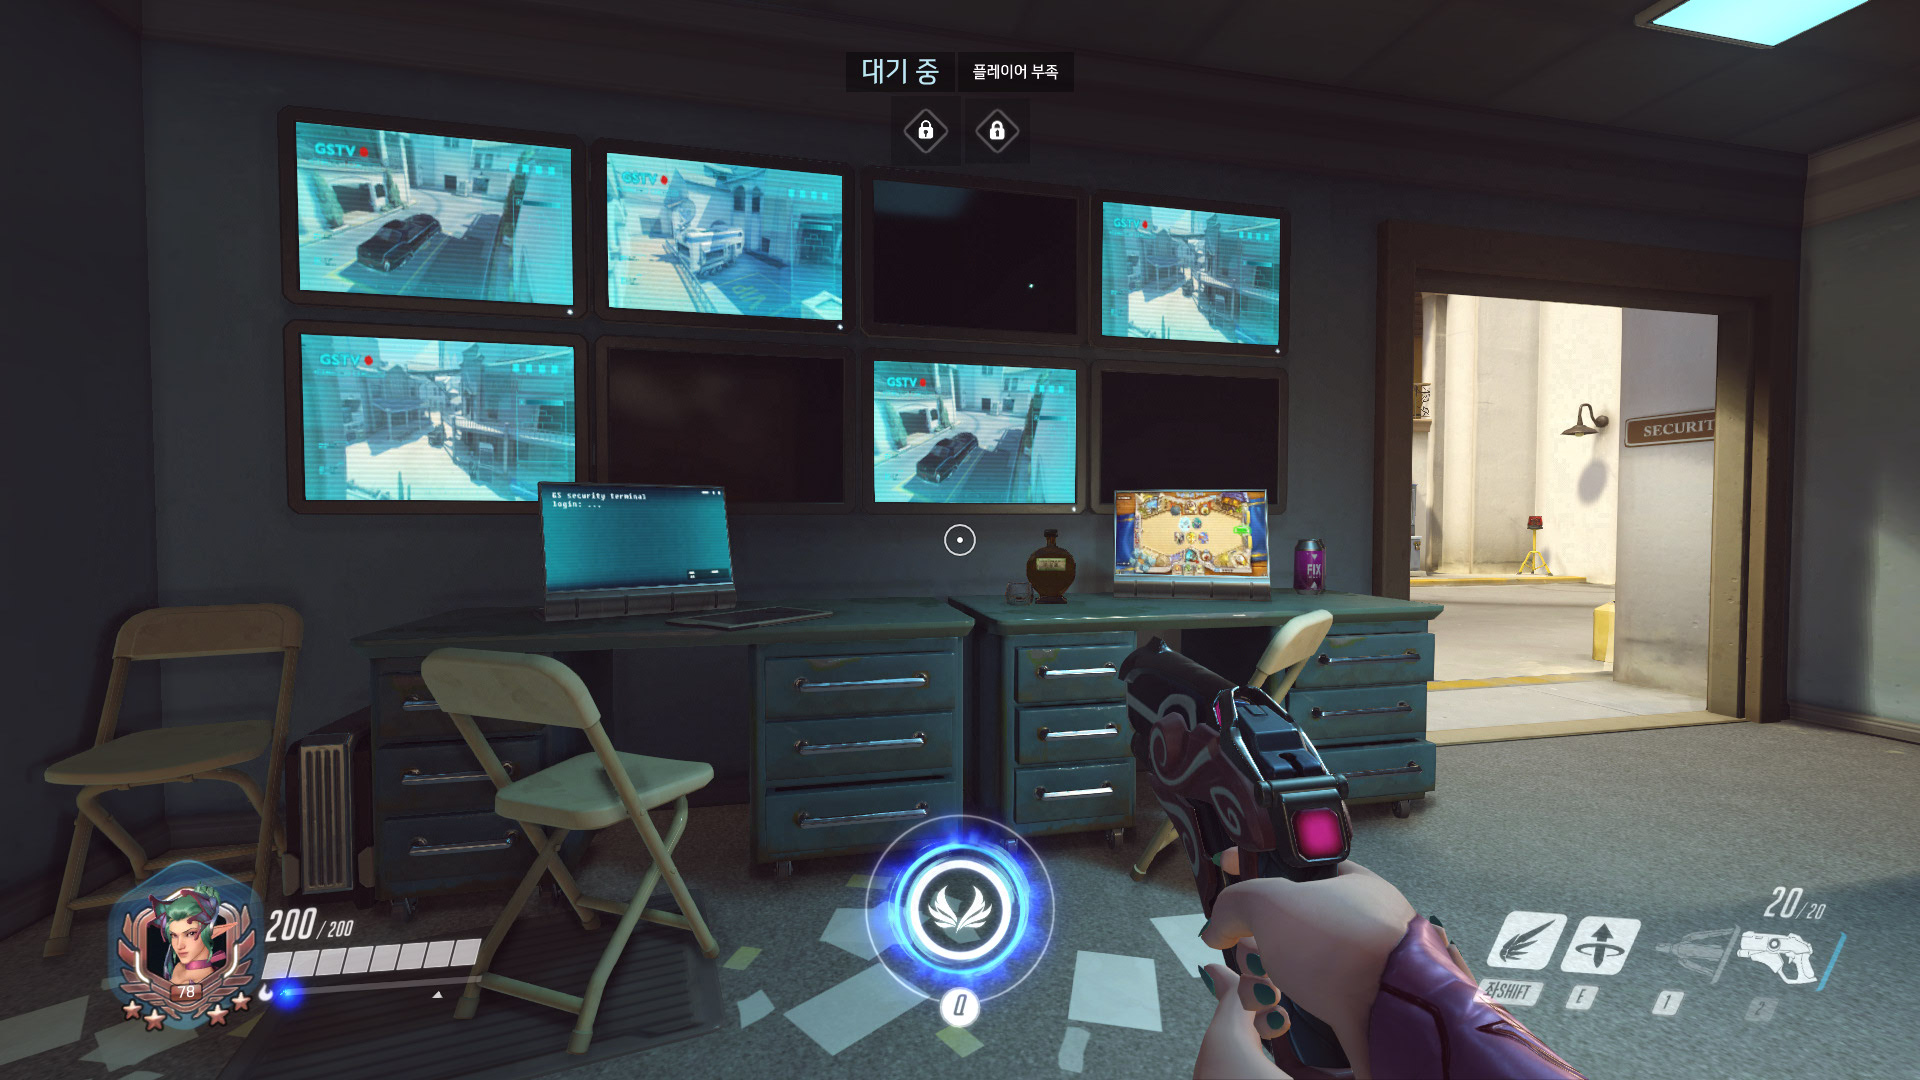 대기 중
플레이어 부족
GSTV
GSTV
GSTV
GSTV
GSTV
GS security terminal
login: ...
FIX
SECURIT
78
200/200
Q
좌SHIFT
E
1
2
20/20